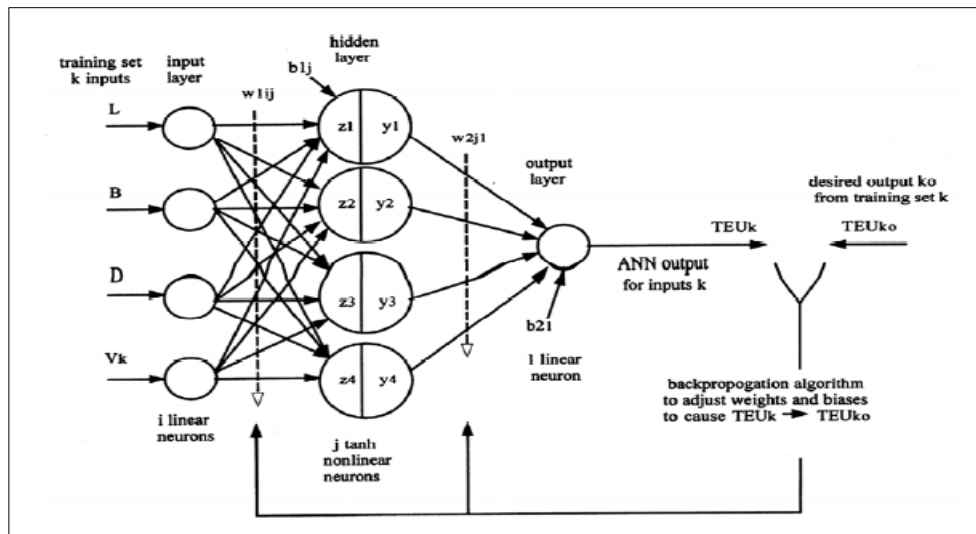 training set
k inputs
input
layer
hidden
layer
b1j
w1ij
L
z1 y1
w2j1
output
layer
desired output ko
from training set k
B
z2 y2
TEUk
TEUko
D
z3 y3
ANN output
for inputs k
b21
1 linear
neuron
Vk
z4 y4
backpropogation algorithm
to adjust weights and biases
to cause TEUk → TEUko
i linear
neurons
j tanh
nonlinear
neurons